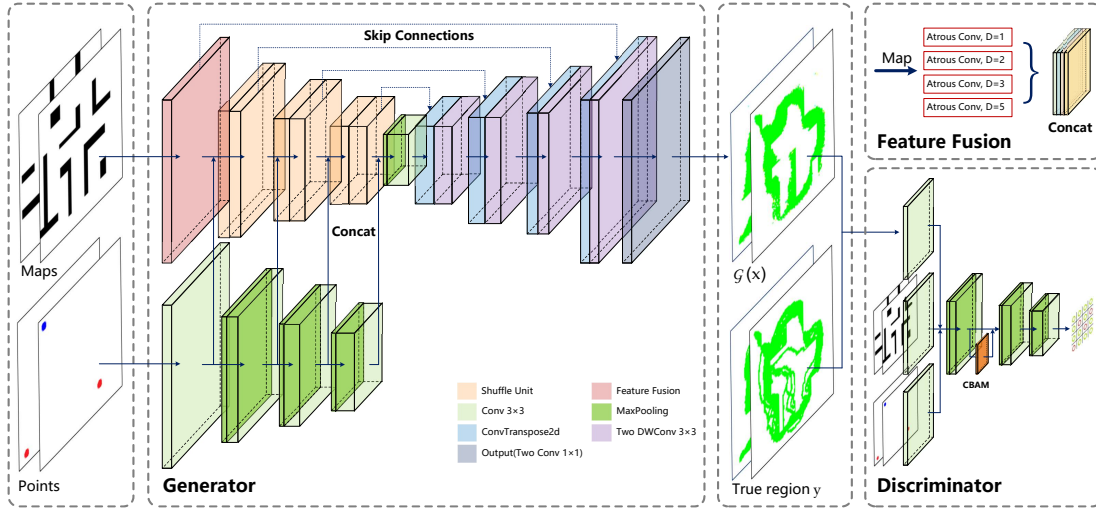 Maps
Points
Skip Connections
Concat
Shuffle Unit
Conv 3×3
ConvTranspose2d
Output(Two Conv 1×1)
Feature Fusion
MaxPooling
Two DWConv 3×3
Generator
𝒢(x)
True region y
Map
Atrous Conv, D=1
Atrous Conv, D=2
Atrous Conv, D=3
Atrous Conv, D=5
Concat
Feature Fusion
CBAM
Discriminator